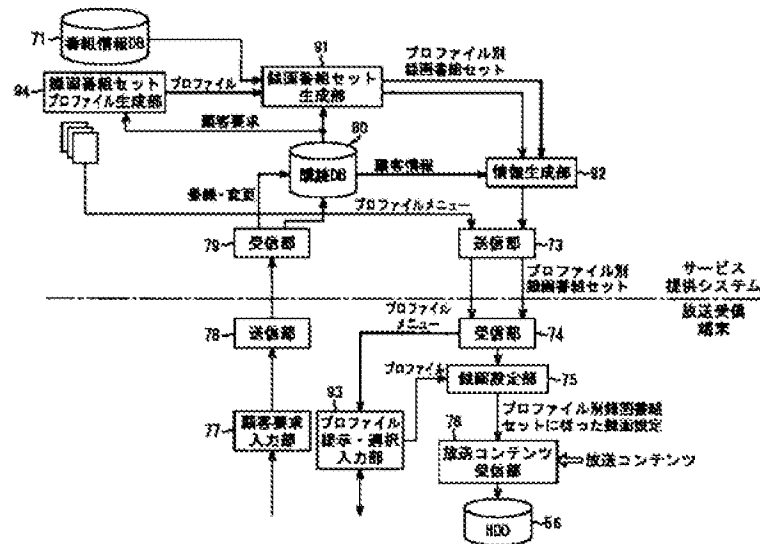 71
番組情報DB
94
録画番組セット
プロファイル生成部
プロファイル
91
録画番組セット
生成部
プロファイル別
録画番組セット
顧客要求
80
購読DB
顧客情報
情報生成部
92
登録・変更
プロファイルメニュー
79
受信部
送信部
73
プロファイル別
録画番組セット
サービス
提供システム
放送受信
端末
78
送信部
プロファイル
メニュー
受信部
74
プロファイル
録画設定部
75
77
顧客要求
入力部
93
プロファイル
提示・選択
入力部
プロファイル別録画番組
セットに従った録画設定
76
放送コンテンツ
受信部
放送コンテンツ
HDD
56